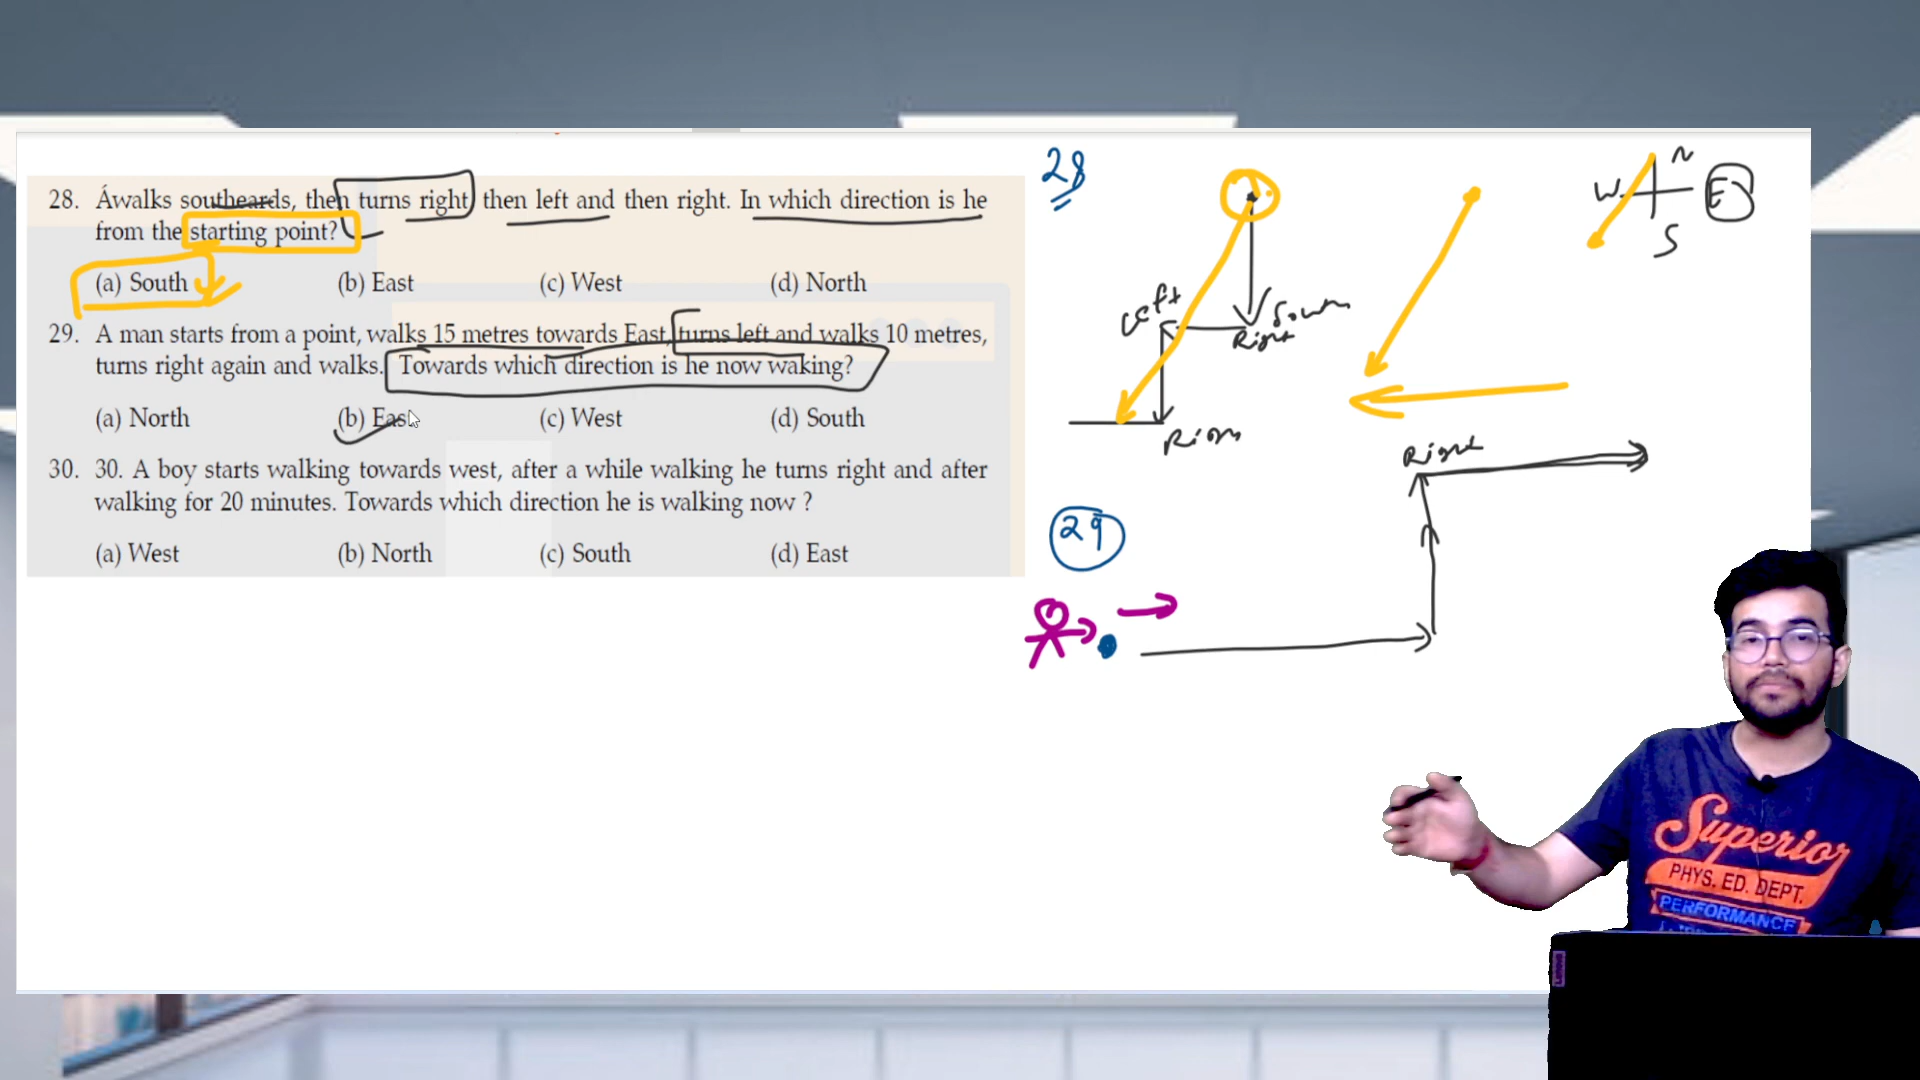 28. Áwalks southeards, then turns right then left and then right. In which direction is he
from the starting point?
(a) South (b) East (c) West (d) North
29. A man starts from a point, walks 15 metres towards East, turns left and walks 10 metres,
turns right again and walks. Towards which direction is he now waking?
(a) North (b) East (c) West (d) South
30. 30. A boy starts walking towards west, after a while walking he turns right and after
walking for 20 minutes. Towards which direction he is walking now ?
(a) West (b) North (c) South (d) East
28
N
W E
S
Left
Right
Right
29
Superior
PHYS. ED. DEPT.
PERFORMANCE